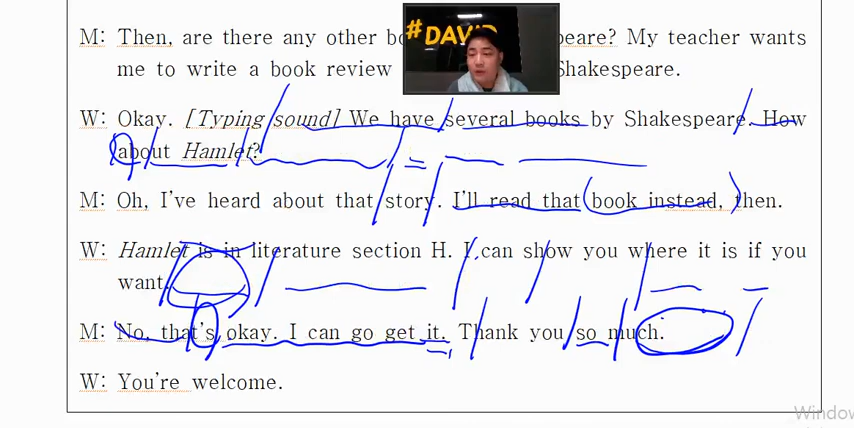 M: Then, are there any other bo #DAVID peare? My teacher wants
me to write a book review Shakespeare.
W: Okay. [Typing sound] We have several books by Shakespeare. How
about Hamlet?
M: Oh, I've heard about that story. I'll read that book instead, then.
W: Hamlet is in literature section H. I can show you where it is if you
want.
M: No, that's okay. I can go get it. Thank you so much.
W: You're welcome.
Window